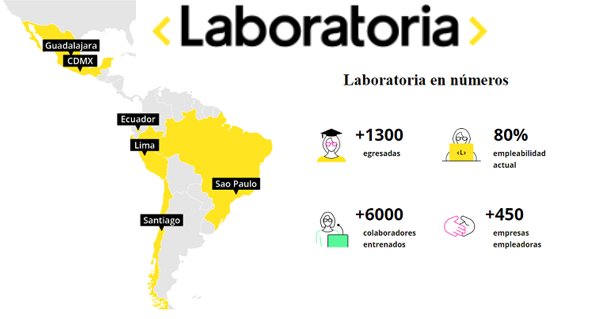 Laboratoria
Laboratoria en números
Guadalajara
CDMX
Ecuador
Lima
Sao Paulo
Santiago
+1300
egresadas
80%
empleabilidad
actual
+6000
colaboradores
entrenados
+450
empresas
empleadoras
‹L›